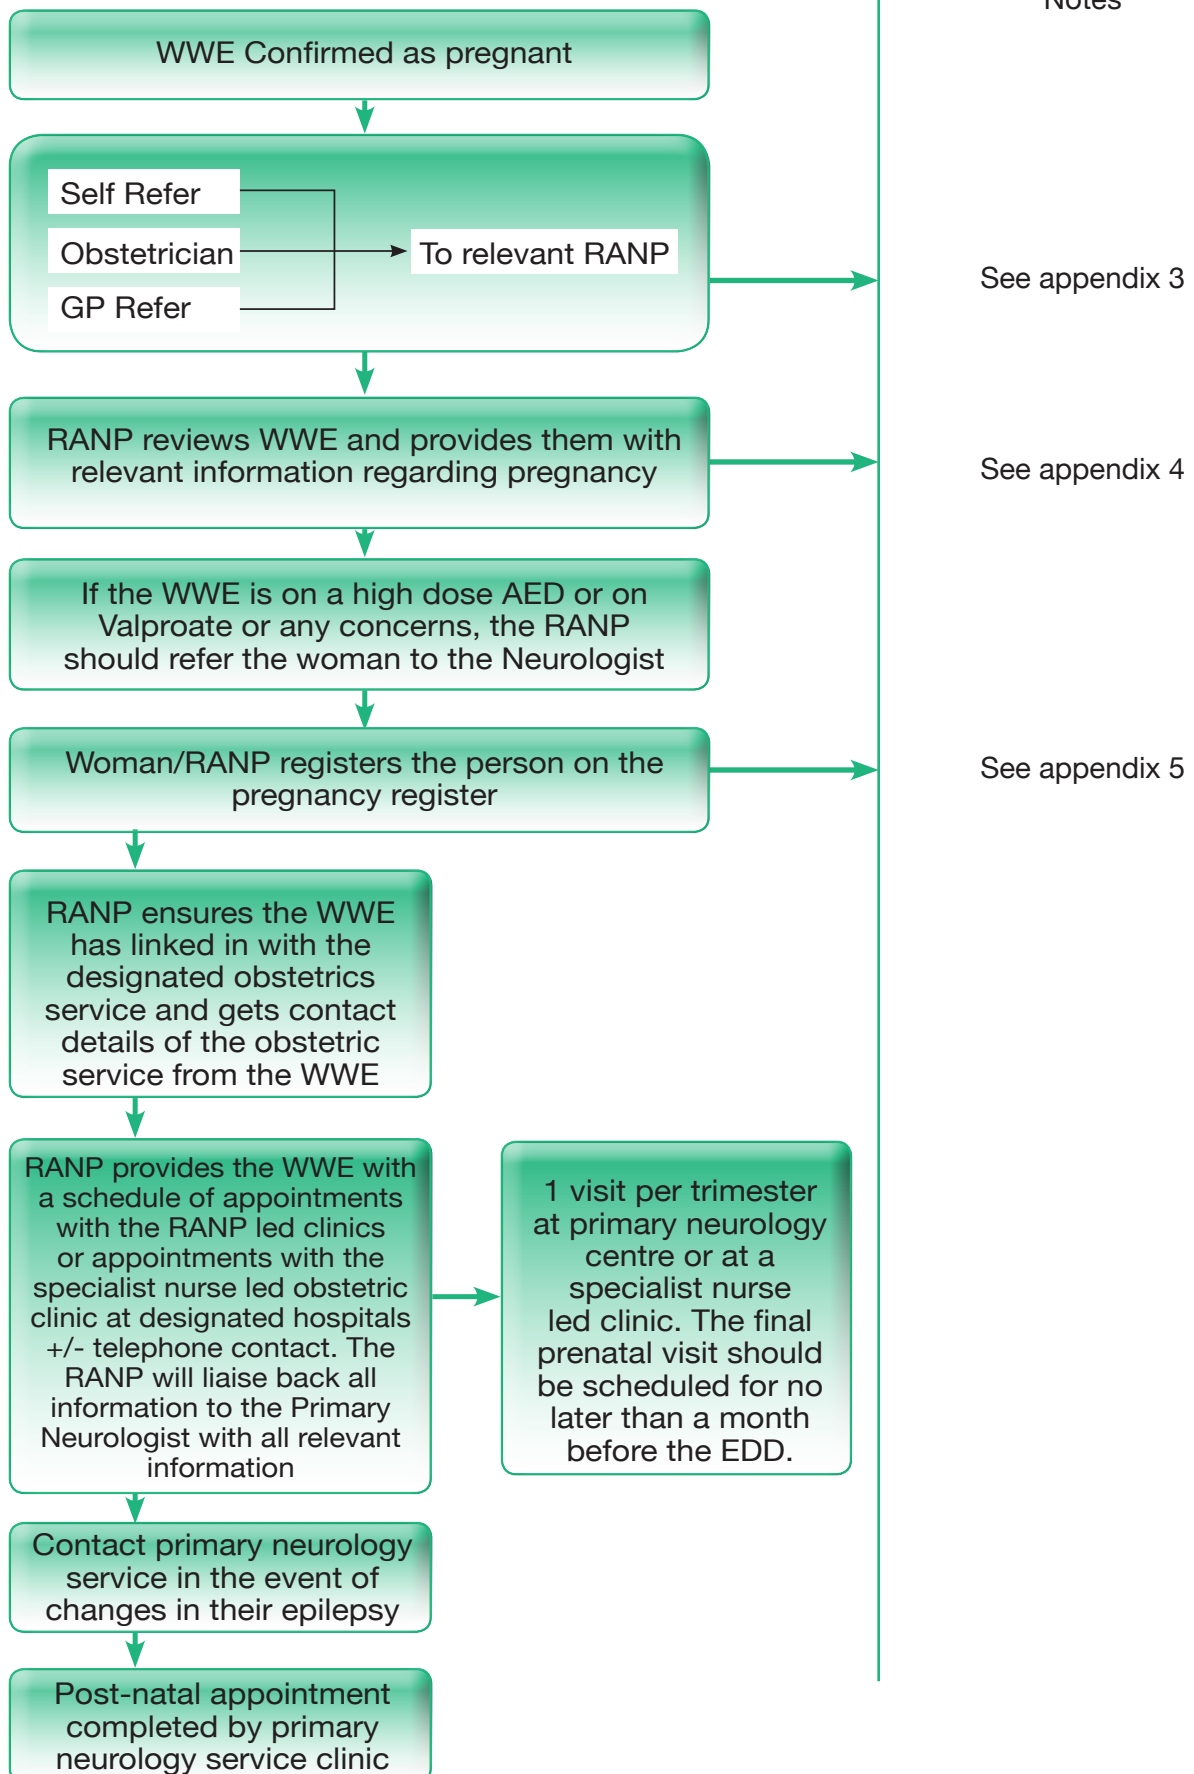 Notes
WWE Confirmed as pregnant
Self Refer
Obstetrician
GP Refer
To relevant RANP
See appendix 3
RANP reviews WWE and provides them with
relevant information regarding pregnancy
See appendix 4
If the WWE is on a high dose AED or on
Valproate or any concerns, the RANP
should refer the woman to the Neurologist
Woman/RANP registers the person on the
pregnancy register
See appendix 5
RANP ensures the WWE
has linked in with the
designated obstetrics
service and gets contact
details of the obstetric
service from the WWE
RANP provides the WWE with
a schedule of appointments
with the RANP led clinics
or appointments with the
specialist nurse led obstetric
clinic at designated hospitals
+/- telephone contact. The
RANP will liaise back all
information to the Primary
Neurologist with all relevant
information
1 visit per trimester
at primary neurology
centre or at a
specialist nurse
led clinic. The final
prenatal visit should
be scheduled for no
later than a month
before the EDD.
Contact primary neurology
service in the event of
changes in their epilepsy
Post-natal appointment
completed by primary
neurology service clinic